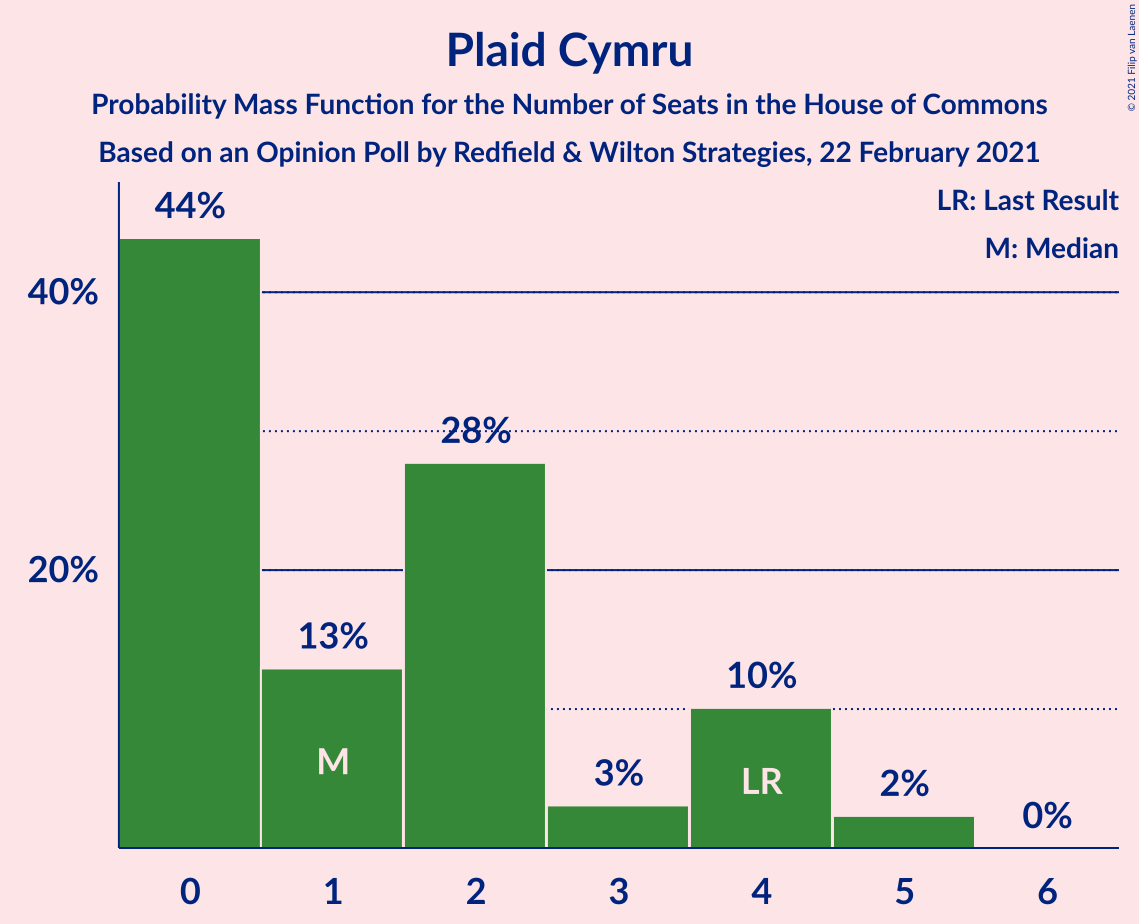 Plaid Cymru
Probability Mass Function for the Number of Seats in the House of Commons
Based on an Opinion Poll by Redfield & Wilton Strategies, 22 February 2021
© 2021 Filip van Laenen
LR: Last Result
M: Median
44%
40%
28%
20%
13%
10%
M
3%
LR
2%
0%
0 1 2 3 4 5 6